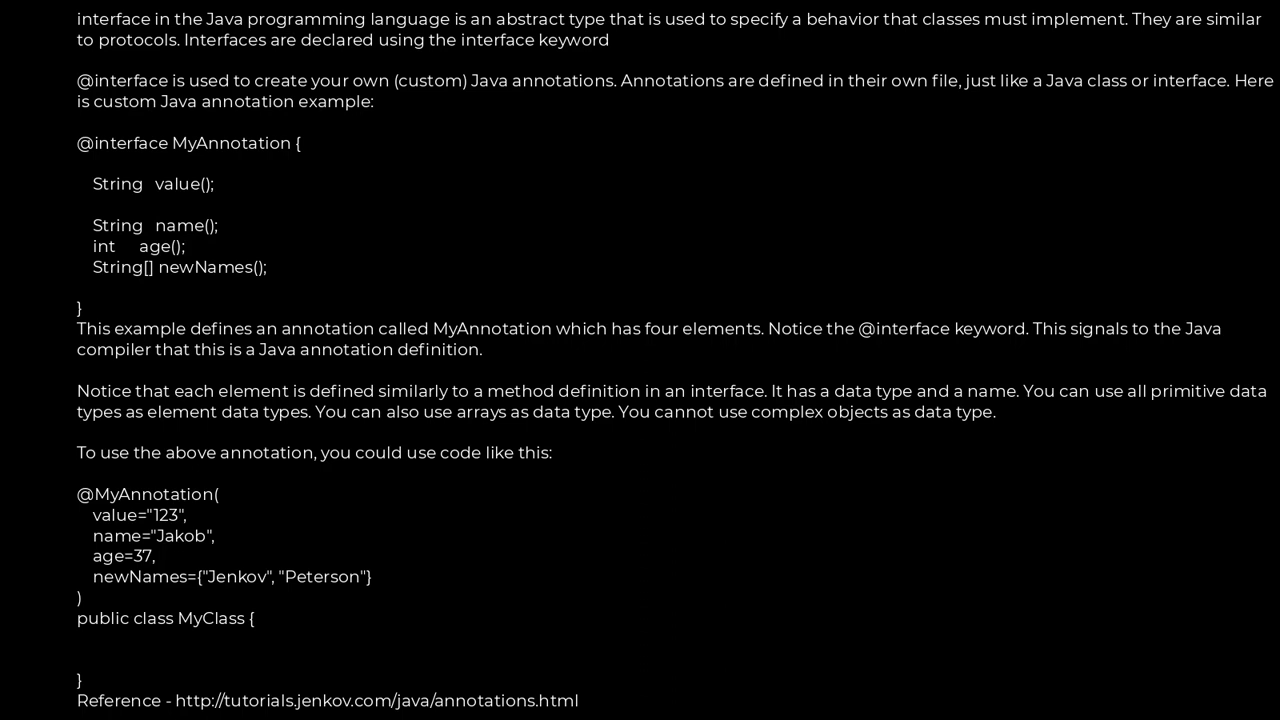 interface in the Java programming language is an abstract type that is used to specify a behavior that classes must implement. They are similar
to protocols. Interfaces are declared using the interface keyword
@interface is used to create your own (custom) Java annotations. Annotations are defined in their own file, just like a Java class or interface. Here
is custom Java annotation example:
@interface MyAnnotation {
String   value();
String   name();
int      age();
String[] newNames();
}
This example defines an annotation called MyAnnotation which has four elements. Notice the @interface keyword. This signals to the Java
compiler that this is a Java annotation definition.
Notice that each element is defined similarly to a method definition in an interface. It has a data type and a name. You can use all primitive data
types as element data types. You can also use arrays as data type. You cannot use complex objects as data type.
To use the above annotation, you could use code like this:
@MyAnnotation(
value="123",
name="Jakob",
age=37,
newNames={"Jenkov", "Peterson"}
)
public class MyClass {
}
Reference - http://tutorials.jenkov.com/java/annotations.html